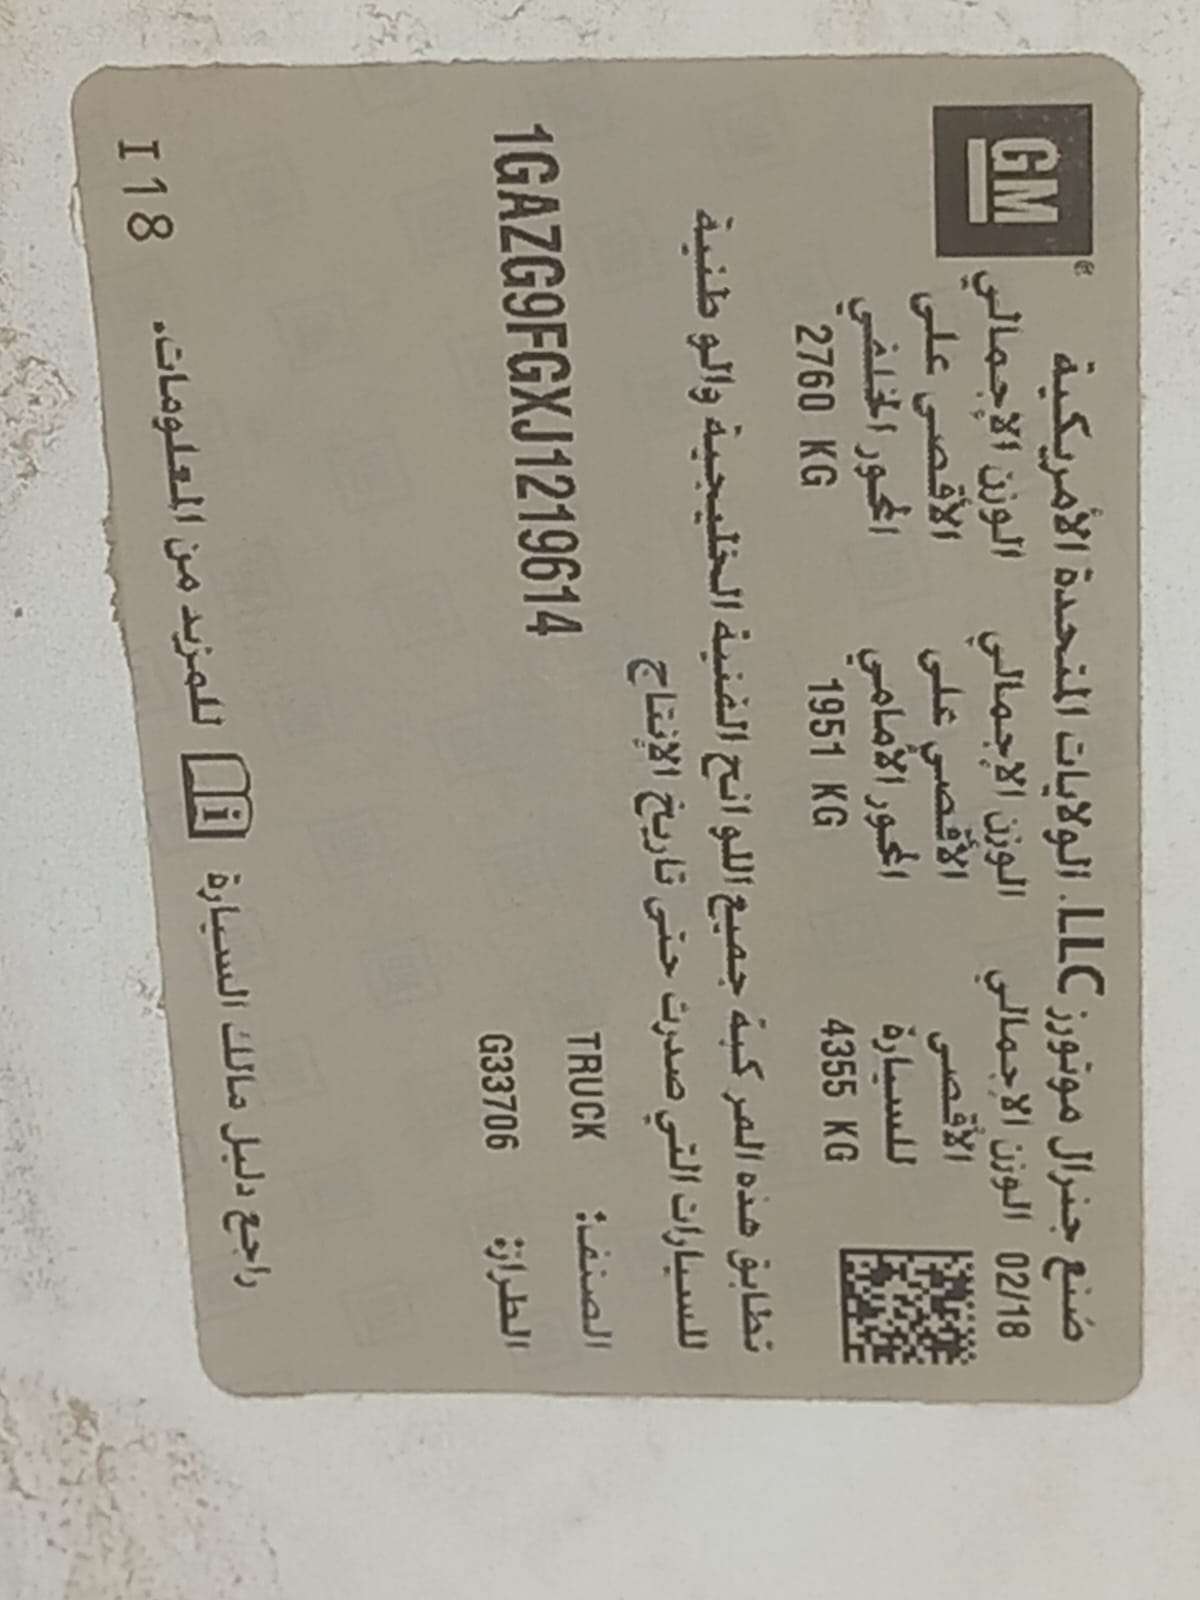 GM®
صُنع جنرال موتورز LLC. الولايات المتحدة الأمريكية
02/18 الوزن الإجمالي الوزن الإجمالي الوزن الإجمالي
الأقصى الأقصى على الأقصى على
للسيارة المحور الأمامي المحور الخلفي
4355 KG 1951 KG 2760 KG
تطابق هذه المركبة جميع اللوائح الفنية الخليجية والوطنية
للسيارات التي صدرت حتى تاريخ الإنتاج
الصنف: TRUCK
1GAZG9FGXJ1219614
الطراز: G33706
راجع دليل مالك السيارة i للمزيد من المعلومات.
I 18